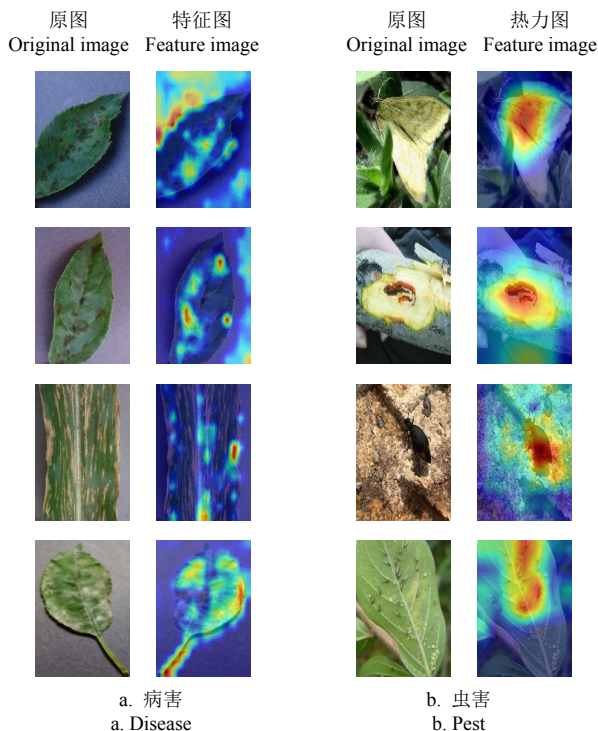 原图
Original image
特征图
Feature image
原图
Original image
热力图
Feature image
a. 病害
a. Disease
b. 虫害
b. Pest